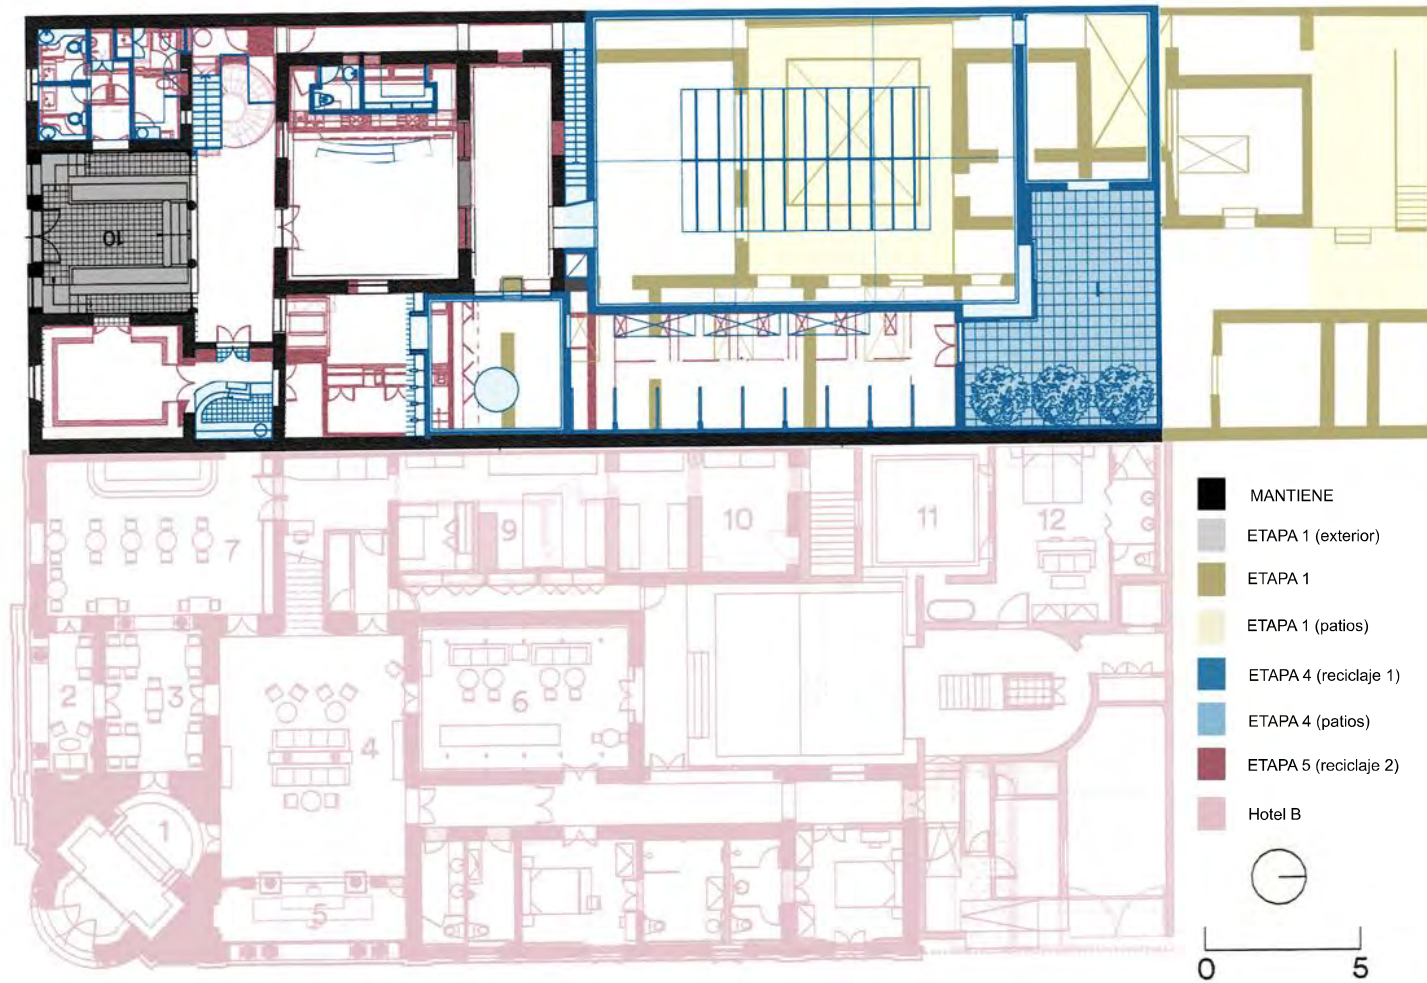 10
7
9
10
11
12
2
3
4
6
1
5
MANTIENE
ETAPA 1 (exterior)
ETAPA 1
ETAPA 1 (patios)
ETAPA 4 (reciclaje 1)
ETAPA 4 (patios)
ETAPA 5 (reciclaje 2)
Hotel B
0 5